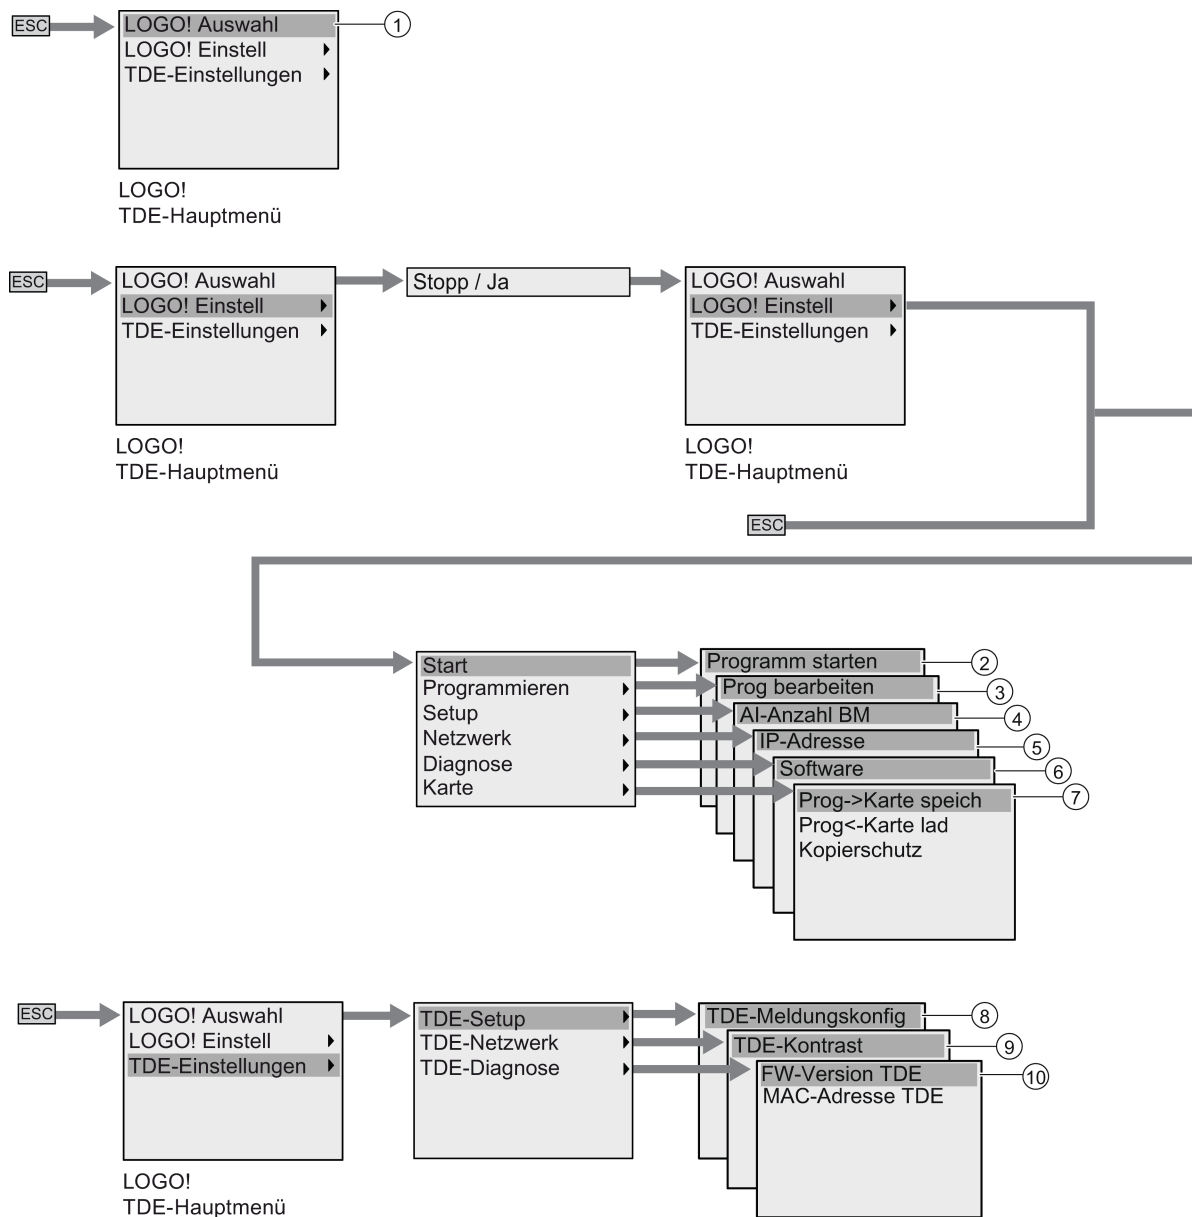 ESC
LOGO! Auswahl
1
LOGO! Einstell
TDE-Einstellungen
LOGO!
TDE-Hauptmenü
ESC
LOGO! Auswahl
LOGO! Einstell
TDE-Einstellungen
LOGO!
TDE-Hauptmenü
Stopp / Ja
LOGO! Auswahl
LOGO! Einstell
TDE-Einstellungen
LOGO!
TDE-Hauptmenü
ESC
Start
Programmieren
Setup
Netzwerk
Diagnose
Karte
Programm starten
2
Prog bearbeiten
3
AI-Anzahl BM
4
IP-Adresse
5
Software
6
Prog->Karte speich
7
Prog<-Karte lad
Kopierschutz
ESC
LOGO! Auswahl
LOGO! Einstell
TDE-Einstellungen
LOGO!
TDE-Hauptmenü
TDE-Setup
TDE-Netzwerk
TDE-Diagnose
TDE-Meldungskonfig
8
TDE-Kontrast
9
FW-Version TDE
10
MAC-Adresse TDE